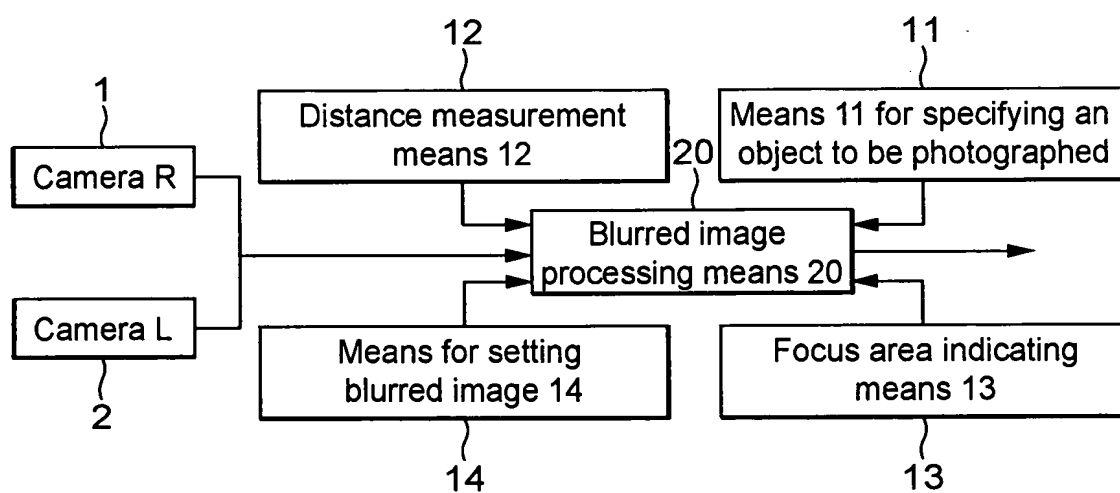 12
11
1
Distance measurement
means 12
20
Means 11 for specifying an
object to be photographed
Camera R
Blurred image
processing means 20
Camera L
Means for setting
blurred image 14
Focus area indicating
means 13
2
14
13